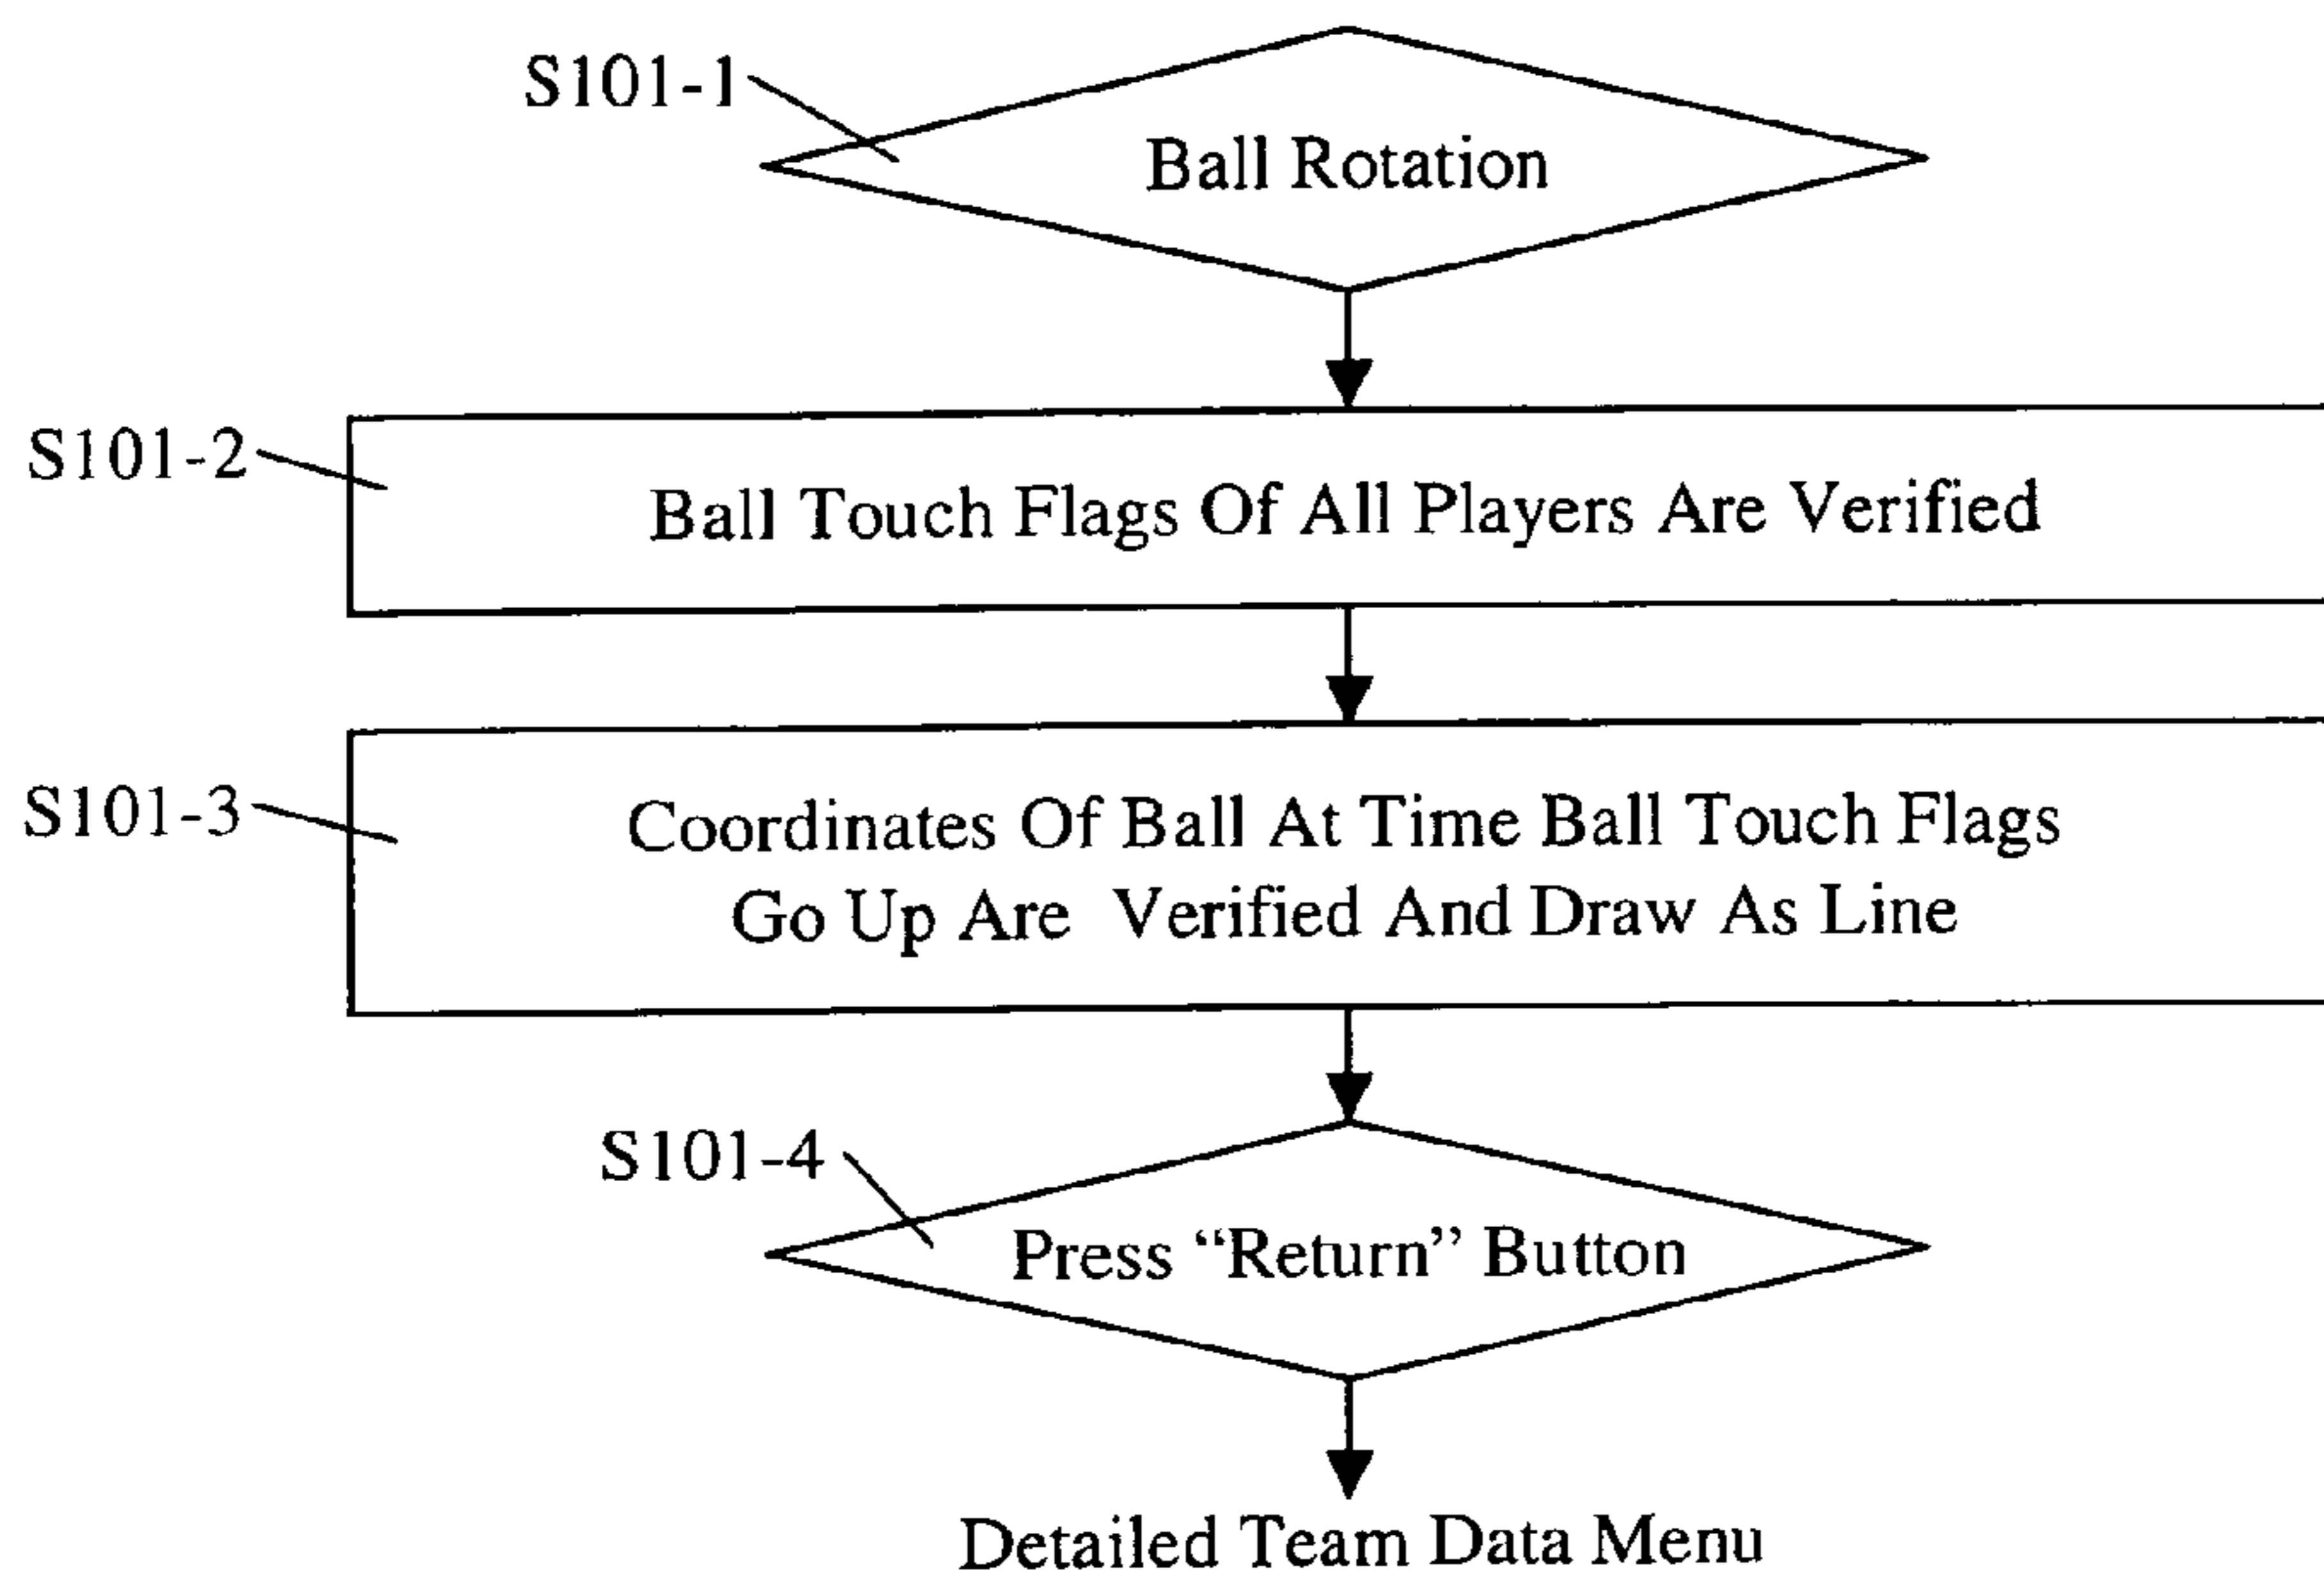 S101-1
Ball Rotation
S101-2
Ball Touch Flags Of All Players Are Verified
S101-3
Coordinates Of Ball At Time Ball Touch Flags
Go Up Are Verified And Draw As Line
S101-4
Press “Return” Button
Detailed Team Data Menu